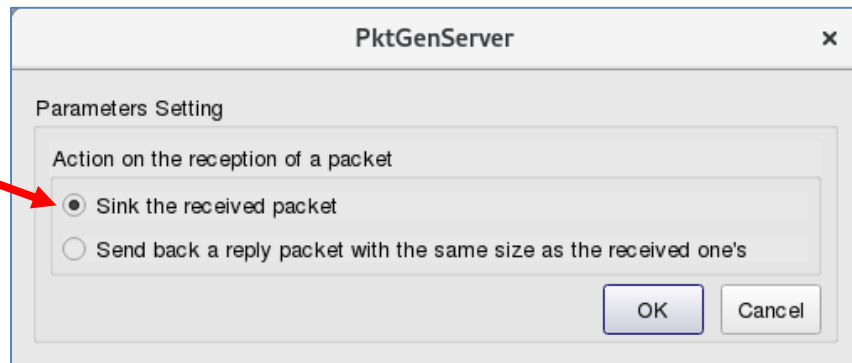 PktGenServer
Parameters Setting
Action on the reception of a packet
Sink the received packet
Send back a reply packet with the same size as the received one's
OK Cancel